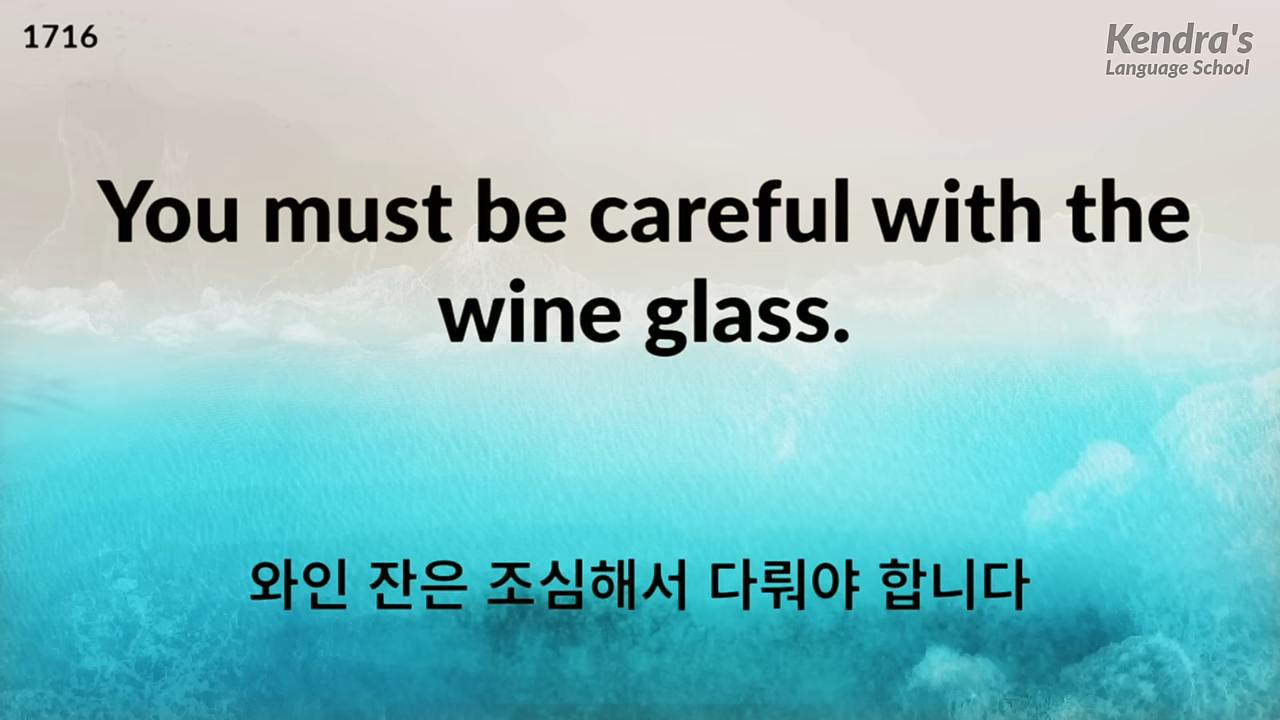 1716
Kendra's
Language School
You must be careful with the
wine glass.
와인 잔은 조심해서 다뤄야 합니다